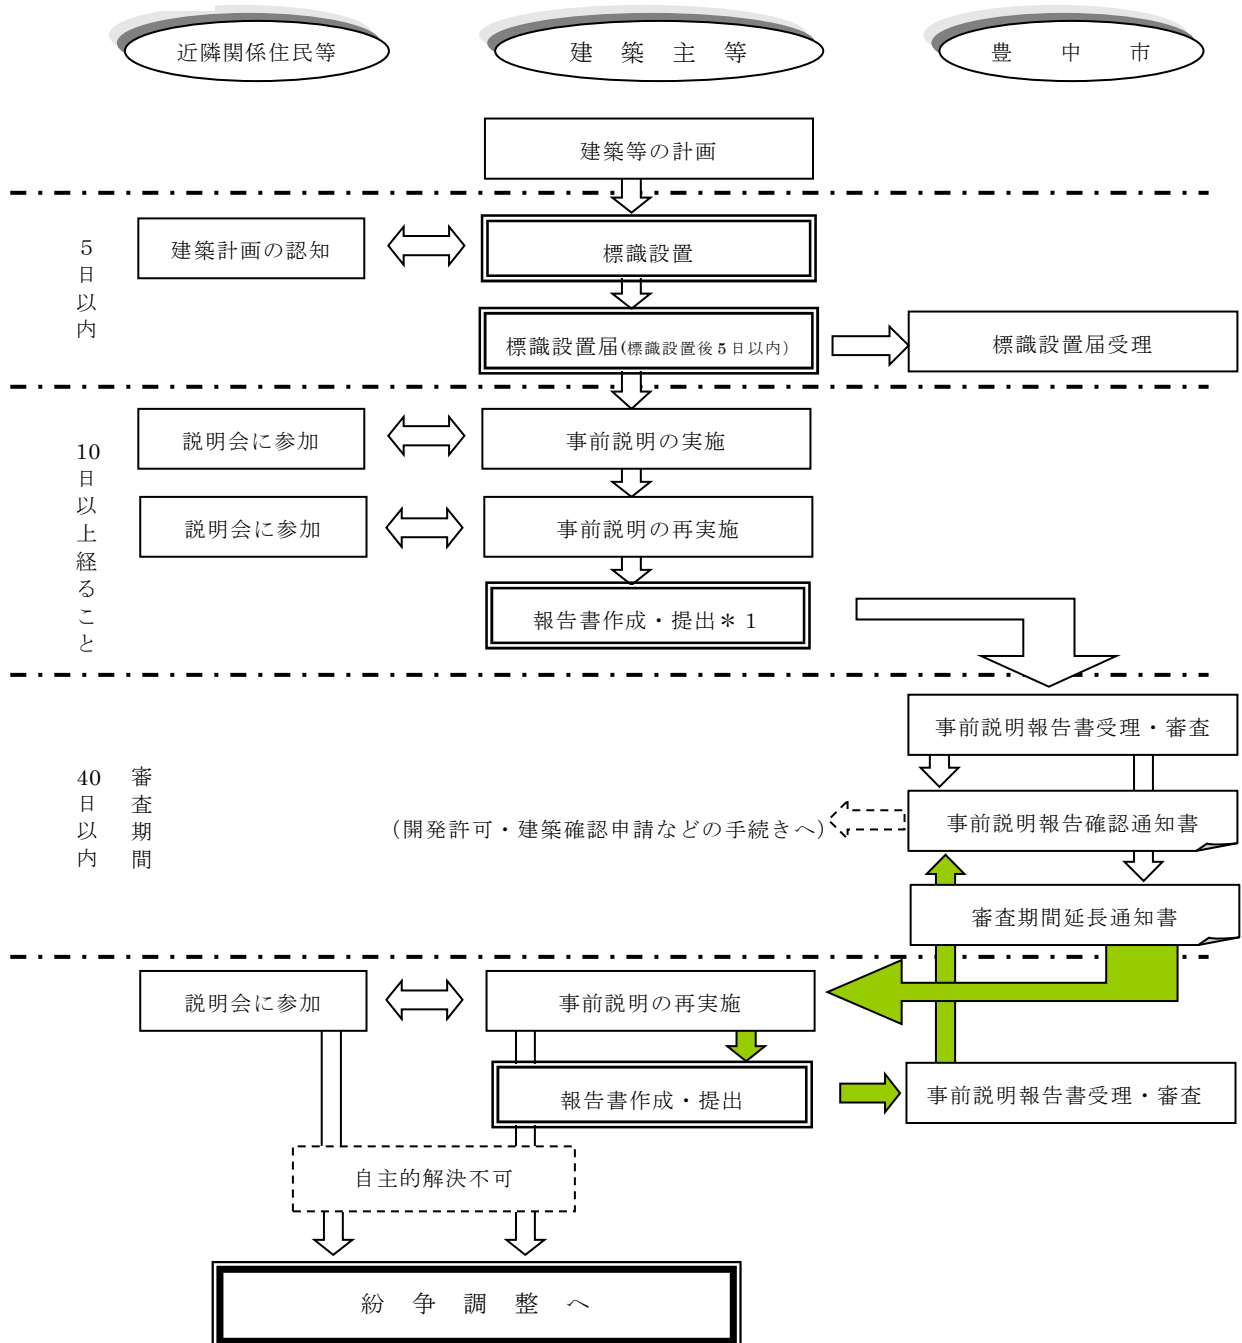 近隣関係住民等
建築主等
豊中市
建築等の計画
5日以内
建築計画の認知
標識設置
標識設置届(標識設置後5日以内)
標識設置届受理
10日以上経ること
説明会に参加
事前説明の実施
説明会に参加
事前説明の再実施
報告書作成・提出*1
事前説明報告書受理・審査
40日以内
審査期間
(開発許可・建築確認申請などの手続きへ)
事前説明報告確認通知書
審査期間延長通知書
説明会に参加
事前説明の再実施
報告書作成・提出
事前説明報告書受理・審査
自主的解決不可
紛争調整へ